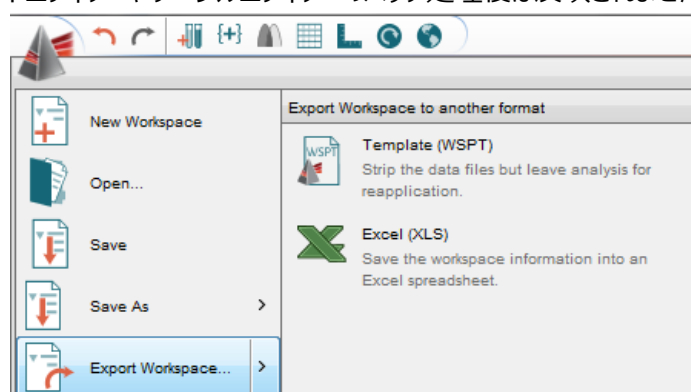 Export Workspace to another format
New Workspace
WSPT
Template (WSPT)
Strip the data files but leave analysis for
reapplication.
Open...
Excel (XLS)
Save the workspace information into an
Excel spreadsheet.
Save
Save As
Export Workspace...